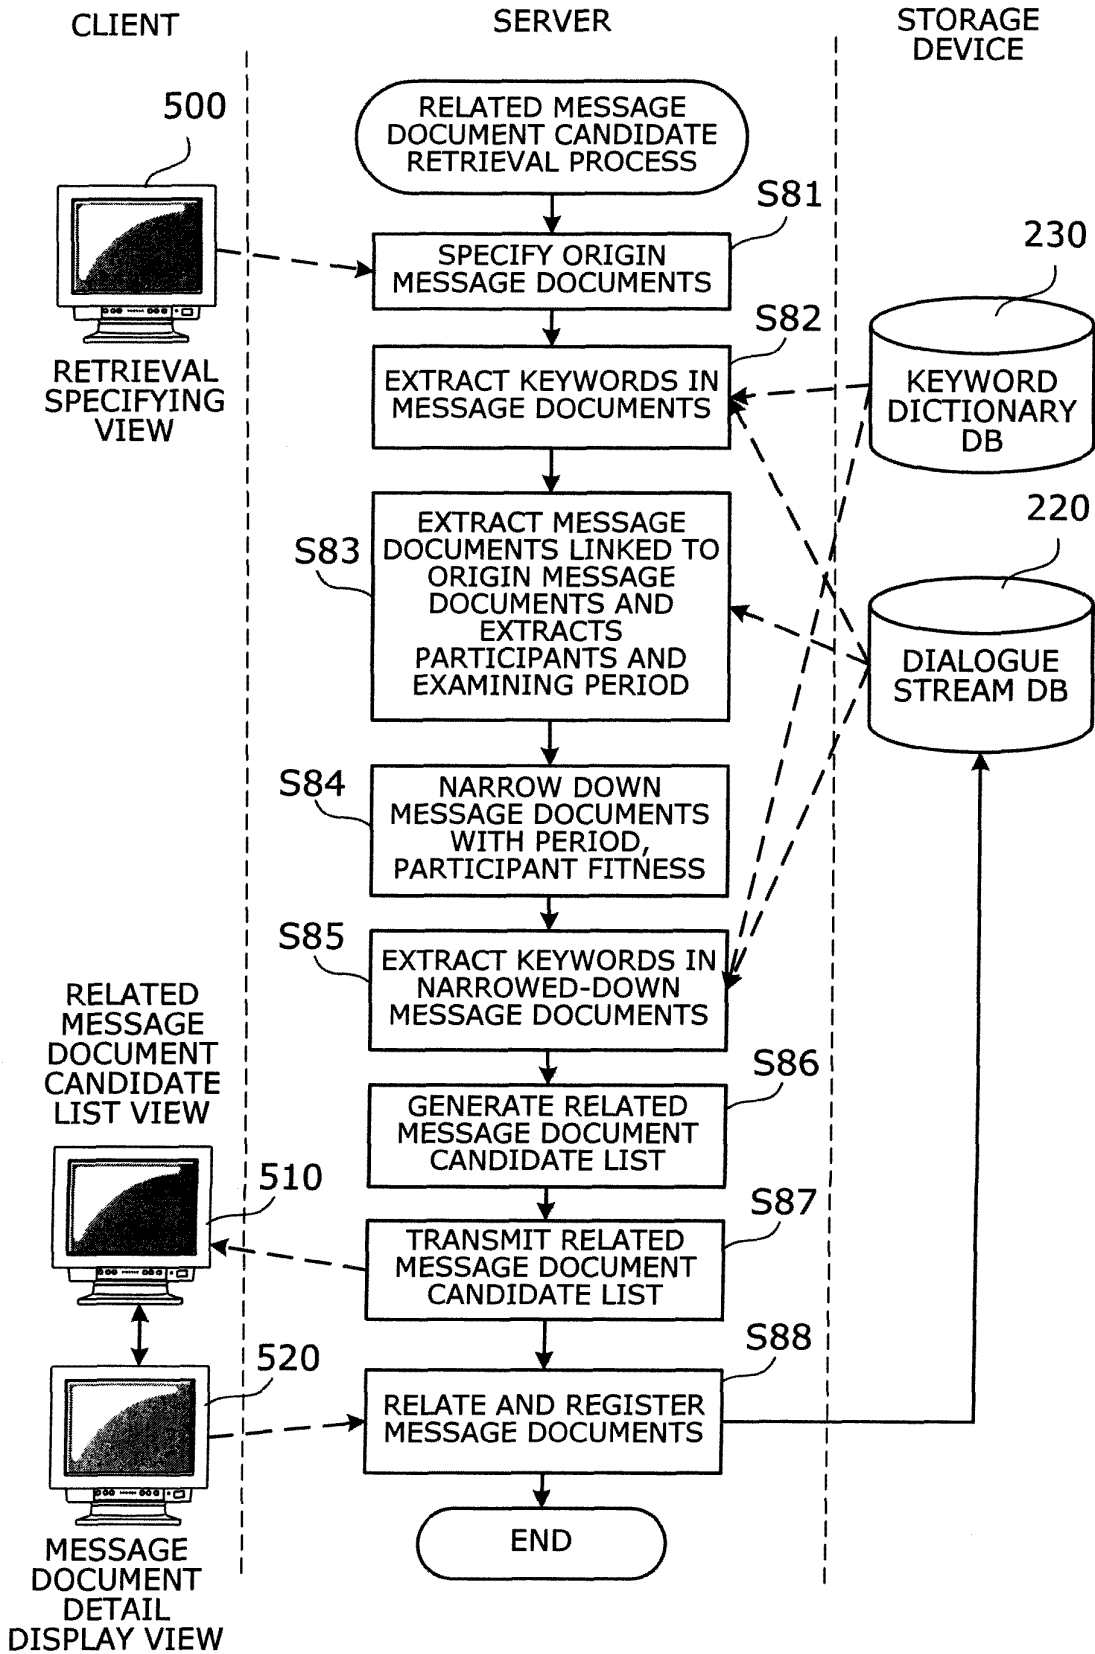 CLIENT
SERVER
STORAGE
DEVICE
500
RELATED MESSAGE
DOCUMENT CANDIDATE
RETRIEVAL PROCESS
S81
SPECIFY ORIGIN
MESSAGE DOCUMENTS
RETRIEVAL
SPECIFYING
VIEW
S82
EXTRACT KEYWORDS IN
MESSAGE DOCUMENTS
230
KEYWORD
DICTIONARY
DB
S83
EXTRACT MESSAGE
DOCUMENTS LINKED TO
ORIGIN MESSAGE
DOCUMENTS AND
EXTRACTS
PARTICIPANTS AND
EXAMINING PERIOD
220
DIALOGUE
STREAM DB
S84
NARROW DOWN
MESSAGE DOCUMENTS
WITH PERIOD,
PARTICIPANT FITNESS
S85
EXTRACT KEYWORDS IN
NARROWED-DOWN
MESSAGE DOCUMENTS
RELATED
MESSAGE
DOCUMENT
CANDIDATE
LIST VIEW
S86
GENERATE RELATED
MESSAGE DOCUMENT
CANDIDATE LIST
510
S87
TRANSMIT RELATED
MESSAGE DOCUMENT
CANDIDATE LIST
520
S88
RELATE AND REGISTER
MESSAGE DOCUMENTS
END
MESSAGE
DOCUMENT
DETAIL
DISPLAY VIEW